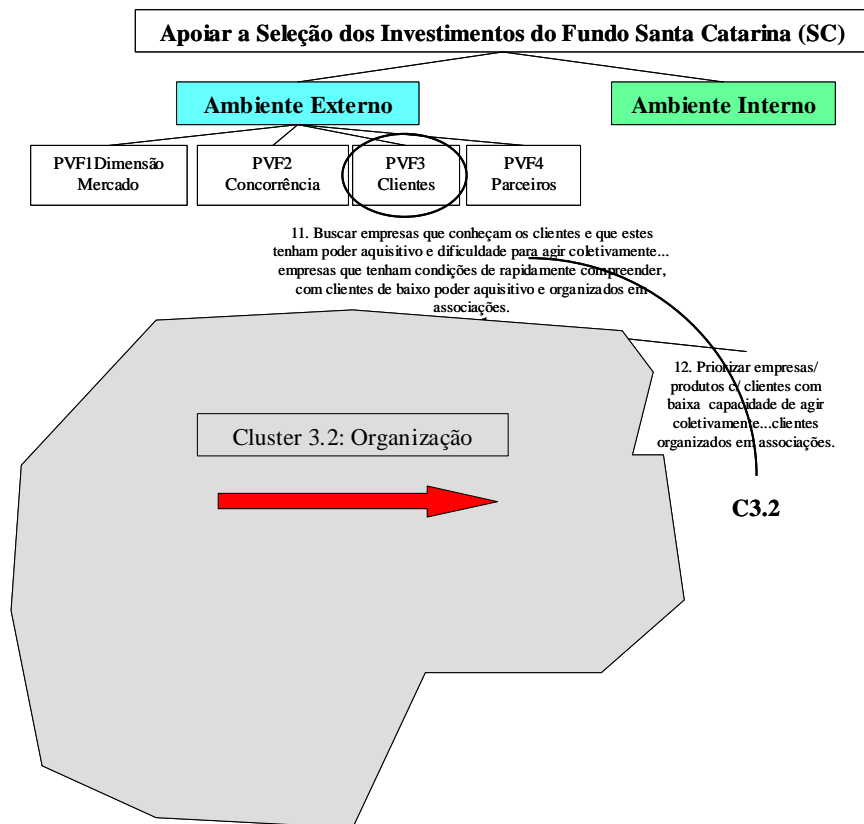 Apoiar a Seleção dos Investimentos do Fundo Santa Catarina (SC)
Ambiente Externo
Ambiente Interno
PVF1Dimensão
Mercado
PVF2
Concorrência
PVF3
Clientes
PVF4
Parceiros
11. Buscar empresas que conheçam os clientes e que estes
tenham poder aquisitivo e dificuldade para agir coletivamente...
empresas que tenham condições de rapidamente compreender,
com clientes de baixo poder aquisitivo e organizados em
associações.
12. Priorizar empresas/
produtos c/ clientes com
baixa capacidade de agir
coletivamente...clientes
organizados em associações.
Cluster 3.2: Organização
C3.2